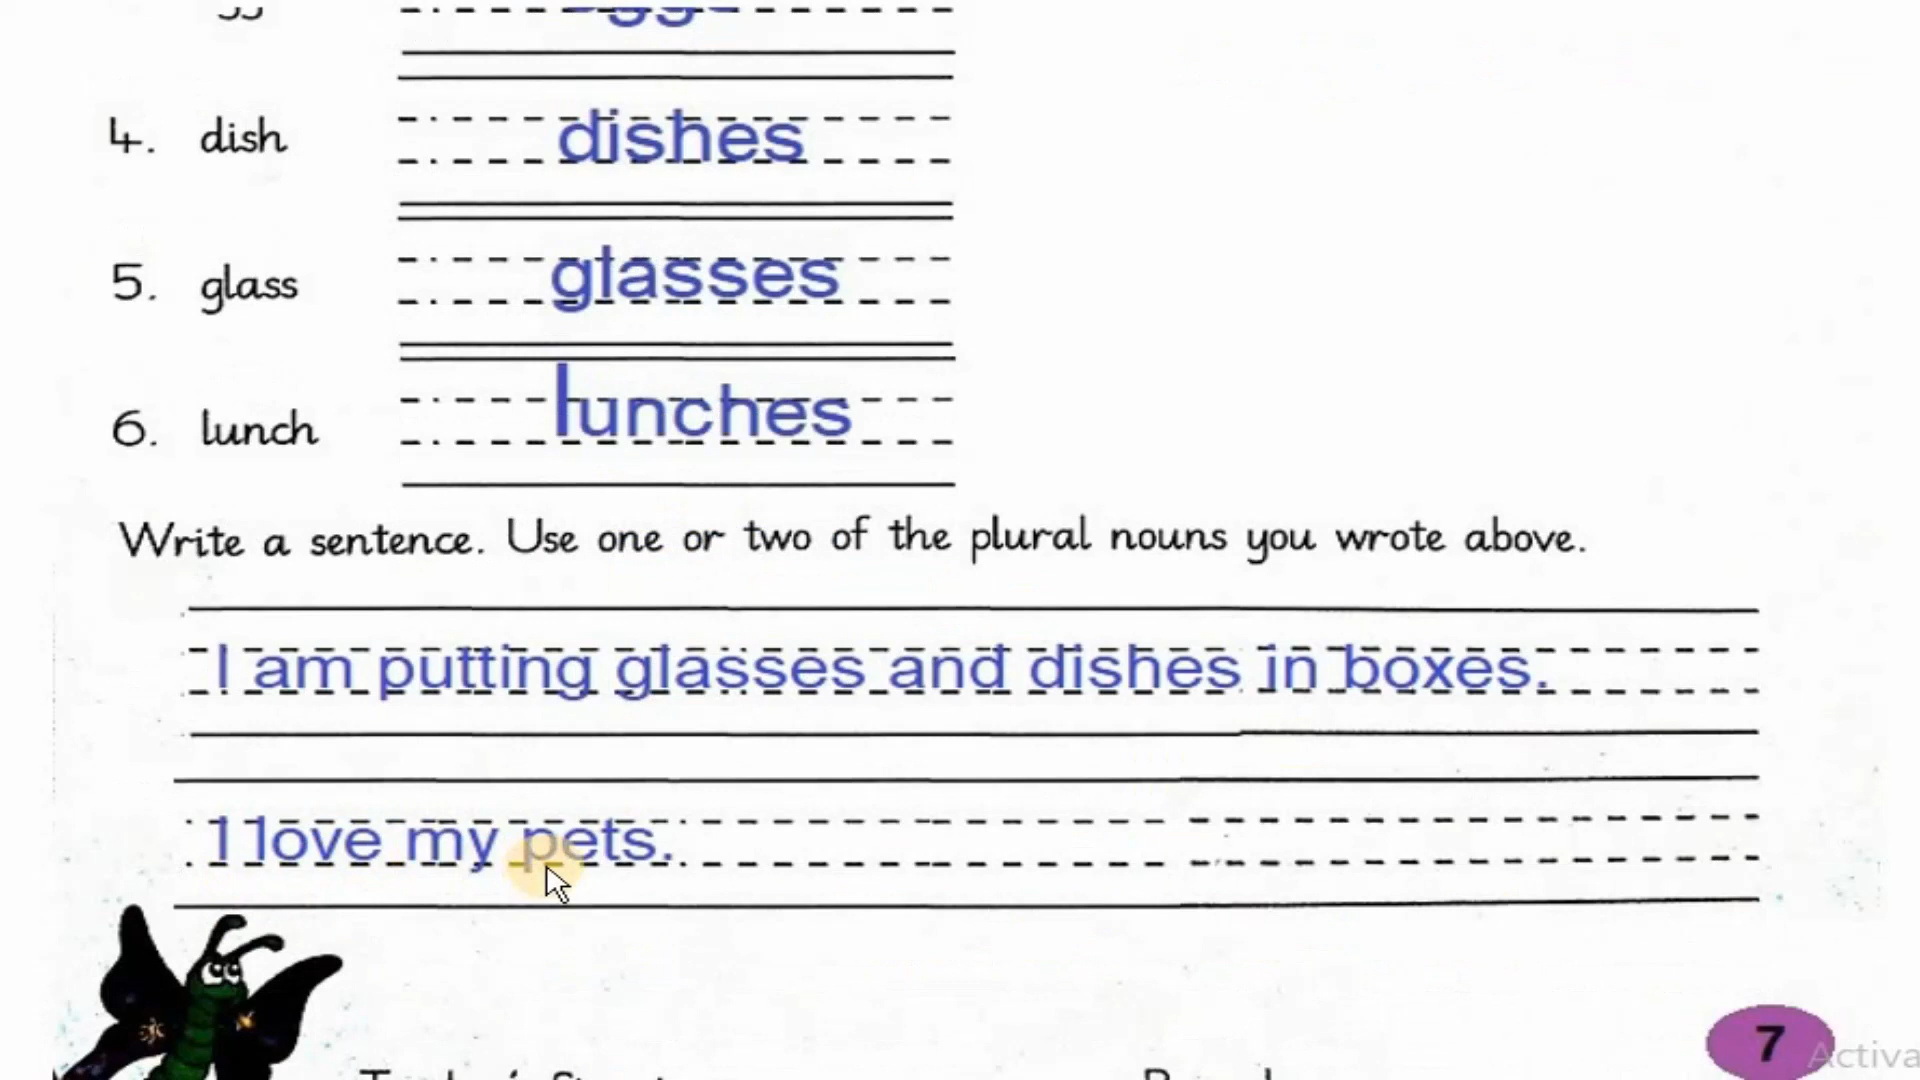 4. dish dishes
5. glass glasses
6. lunch lunches
Write a sentence. Use one or two of the plural nouns you wrote above.
I am putting glasses and dishes in boxes.
I love my pets.
7
Activa